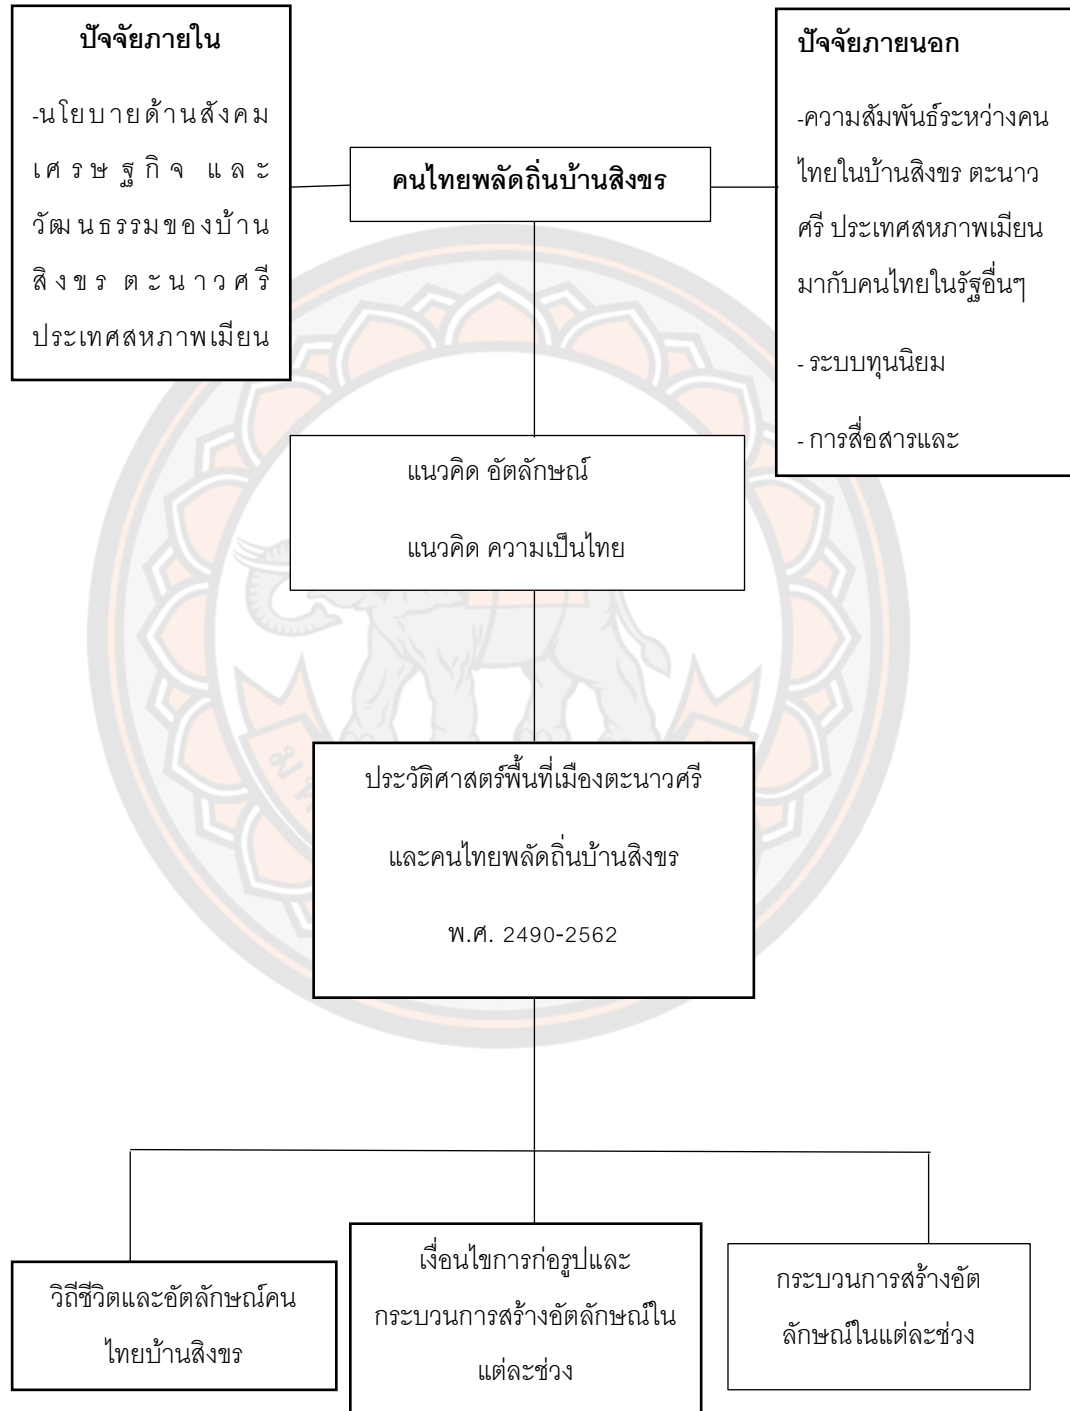 ปัจจัยภายใน
-นโยบายด้านสังคม
เศรษฐกิจ และ
วัฒนธรรมของบ้าน
สิงขร ตะนาวศรี
ประเทศสหภาพเมียน
คนไทยพลัดถิ่นบ้านสิงขร
ปัจจัยภายนอก
-ความสัมพันธ์ระหว่างคน
ไทยในบ้านสิงขร ตะนาว
ศรี ประเทศสหภาพเมียน
มากับคนไทยในรัฐอื่นๆ
- ระบบทุนนิยม
- การสื่อสารและ
แนวคิด อัตลักษณ์
แนวคิด ความเป็นไทย
ประวัติศาสตร์พื้นที่เมืองตะนาวศรี
และคนไทยพลัดถิ่นบ้านสิงขร
พ.ศ. 2490-2562
วิถีชีวิตและอัตลักษณ์คน
ไทยบ้านสิงขร
เงื่อนไขการก่อรูปและ
กระบวนการสร้างอัตลักษณ์ใน
แต่ละช่วง
กระบวนการสร้างอัต
ลักษณ์ในแต่ละช่วง